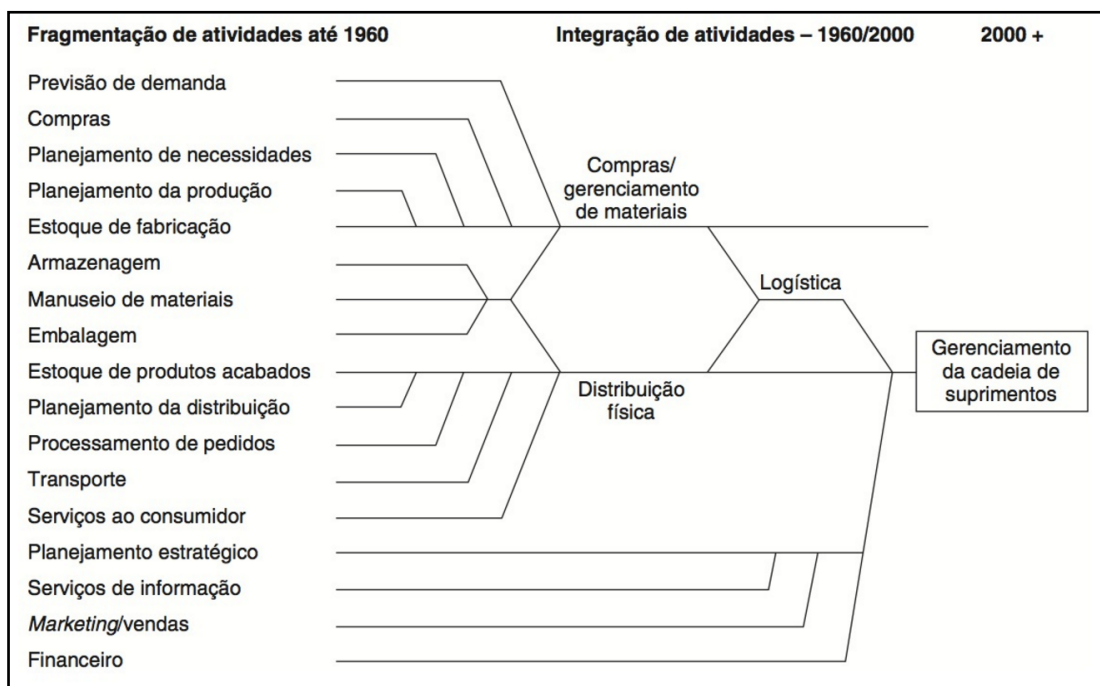 Fragmentação de atividades até 1960
Integração de atividades – 1960/2000
2000 +
Previsão de demanda
Compras
Planejamento de necessidades
Planejamento da produção
Estoque de fabricação
Armazenagem
Manuseio de materiais
Embalagem
Estoque de produtos acabados
Planejamento da distribuição
Processamento de pedidos
Transporte
Serviços ao consumidor
Planejamento estratégico
Serviços de informação
Marketing/vendas
Financeiro
Compras/
gerenciamento
de materiais
Distribuição
física
Logística
Gerenciamento
da cadeia de
suprimentos